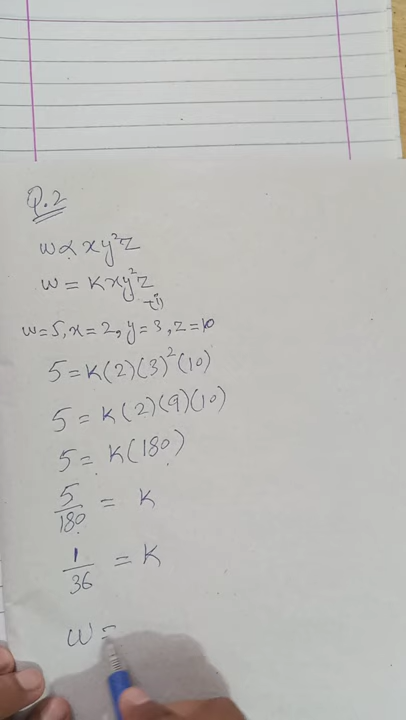 Q.2
w∝xy²z
w = Kxy²z
→(i)
w=5, x=2, y=3, z=10
5=K(2)(3)²(10)
5=K(2)(9)(10)
5= K(180)
5/180 = K
1/36 = K
w =